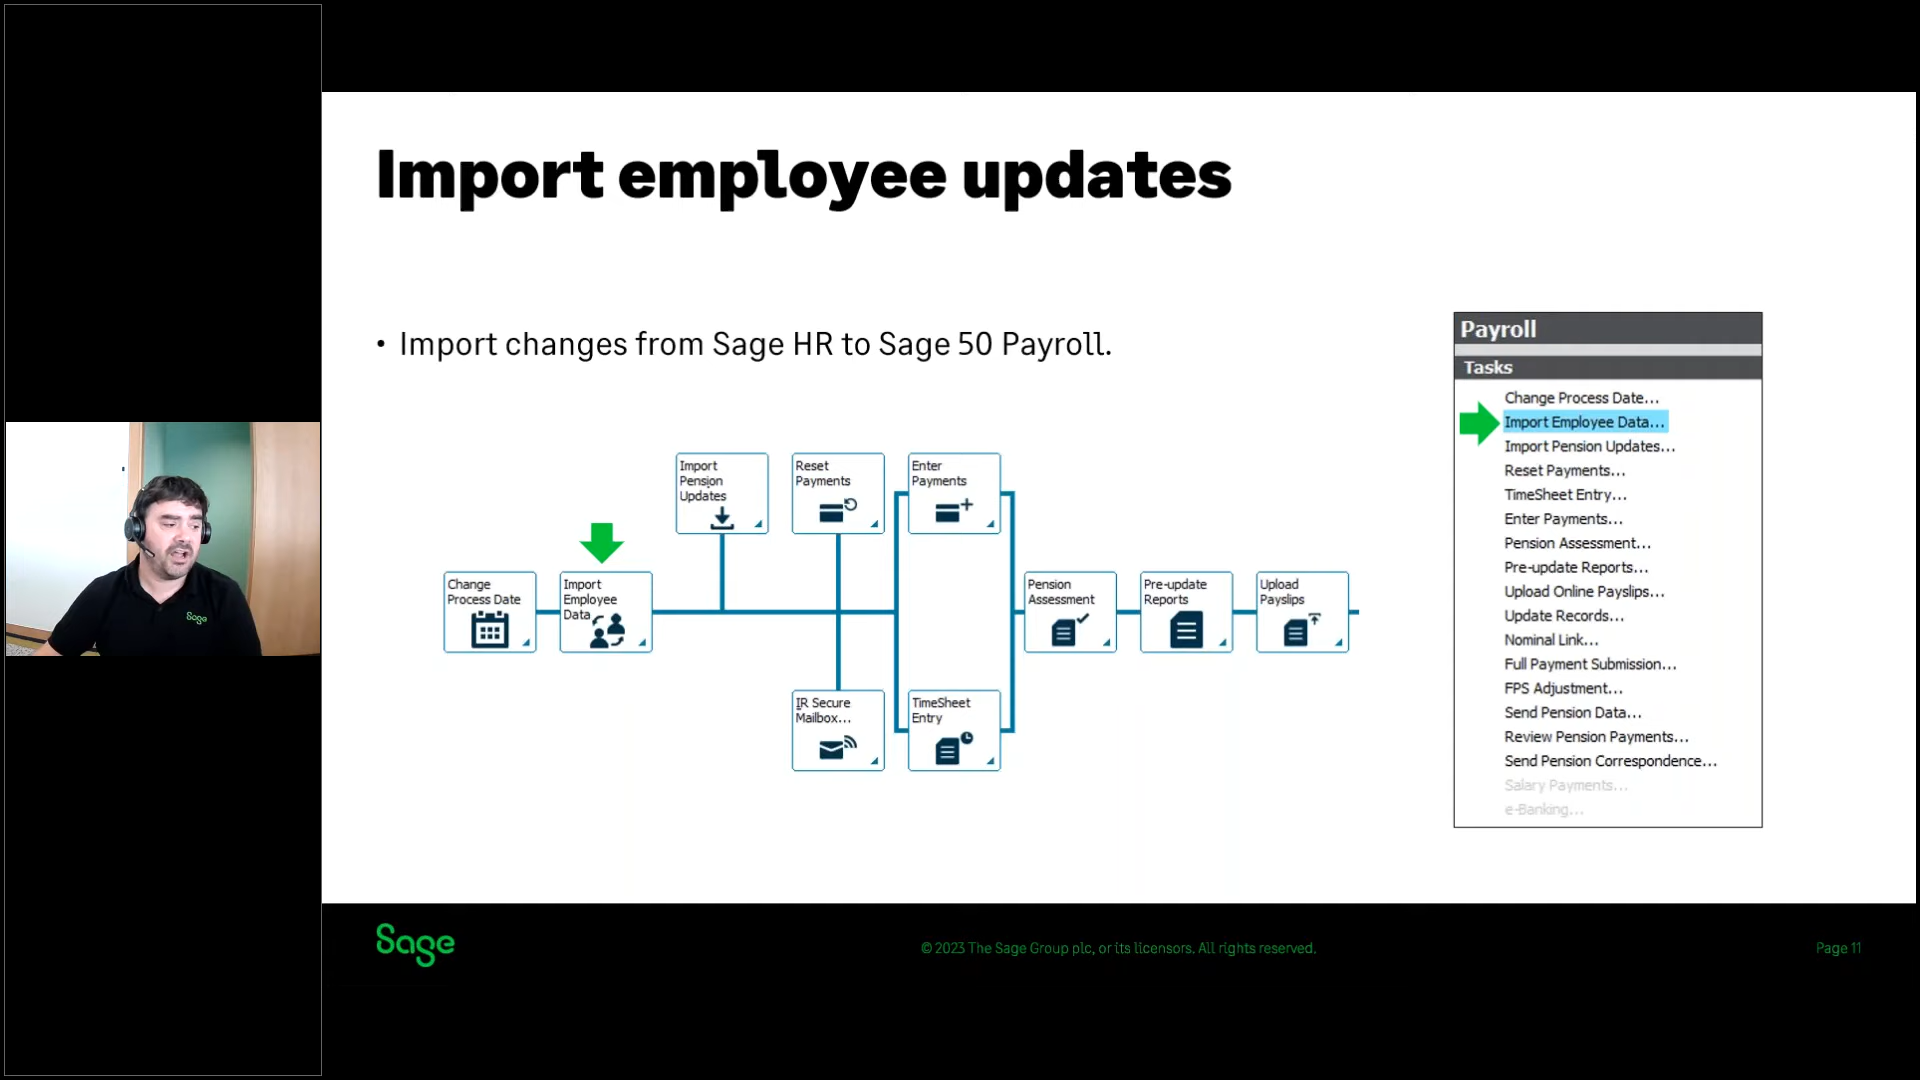 Import employee updates
• Import changes from Sage HR to Sage 50 Payroll.
Import
Pension
Updates
Reset
Payments
Enter
Payments
Change
Process Date
Import
Employee
Data
Pension
Assessment
Pre-update
Reports
Upload
Payslips
IR Secure
Mailbox...
TimeSheet
Entry
Payroll
Tasks
Change Process Date...
Import Employee Data...
Import Pension Updates...
Reset Payments...
TimeSheet Entry...
Enter Payments...
Pension Assessment...
Pre-update Reports...
Upload Online Payslips...
Update Records...
Nominal Link...
Full Payment Submission...
FPS Adjustment...
Send Pension Data...
Review Pension Payments...
Send Pension Correspondence...
Salary Payments...
e-Banking...
Sage
Sage
© 2023 The Sage Group plc, or its licensors. All rights reserved.
Page 11